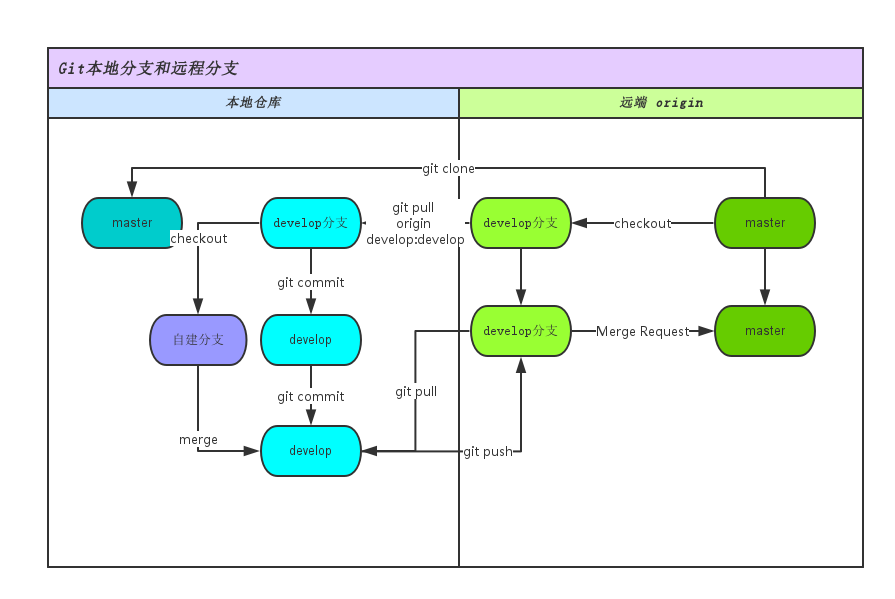 Git本地分支和远程分支
本地仓库
远端 origin
git clone
master
develop分支
git pull
origin
develop:develop
develop分支
checkout
master
checkout
git commit
自建分支
develop
develop分支
Merge Request
master
git commit
git pull
merge
develop
git push